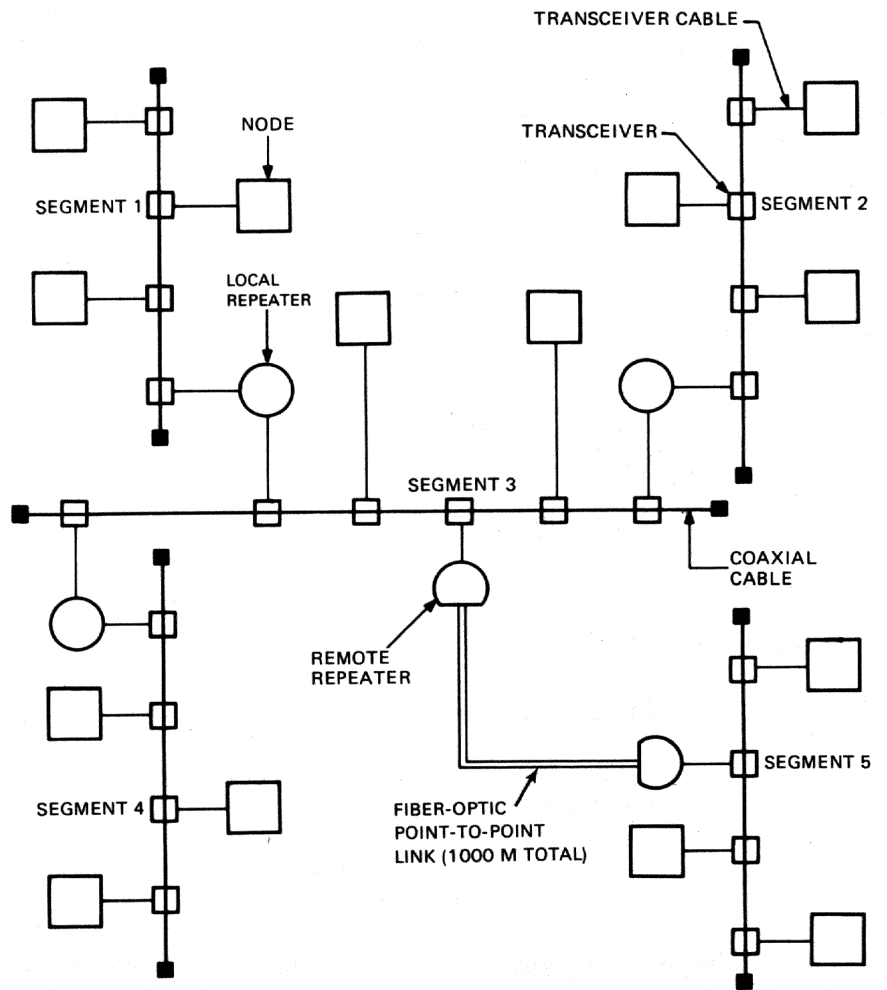 TRANSCEIVER CABLE
NODE
TRANSCEIVER
SEGMENT 1
SEGMENT 2
LOCAL
REPEATER
SEGMENT 3
COAXIAL
CABLE
REMOTE
REPEATER
SEGMENT 5
SEGMENT 4
FIBER-OPTIC
POINT-TO-POINT
LINK (1000 M TOTAL)